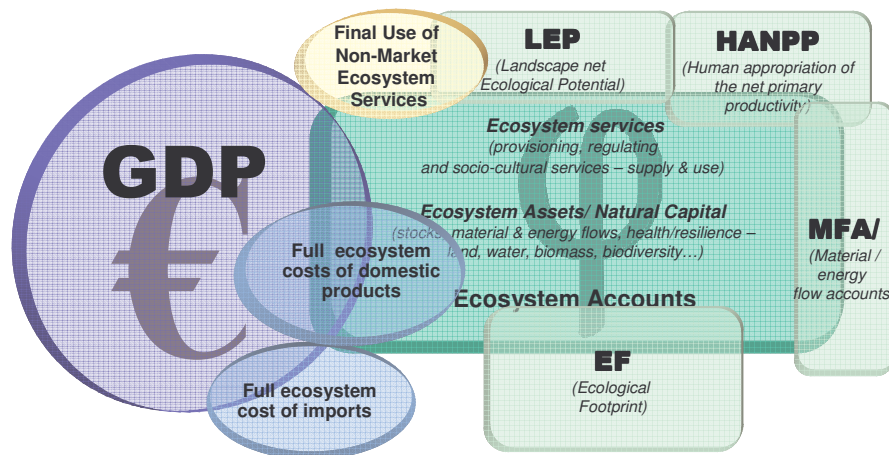 Final Use of
Non-Market
Ecosystem
Services
LEP
(Landscape net
Ecological Potential)
HANPP
(Human appropriation of
the net primary
productivity)
GDP
€
φ
Ecosystem services
(provisioning, regulating
and socio-cultural services – supply & use)
Ecosystem Assets/ Natural Capital
(stocks, material & energy flows, health/resilience –
land, water, biomass, biodiversity…)
Ecosystem Accounts
MFA/
(Material /
energy
flow accounts
Full ecosystem
costs of domestic
products
Full ecosystem
cost of imports
EF
(Ecological
Footprint)